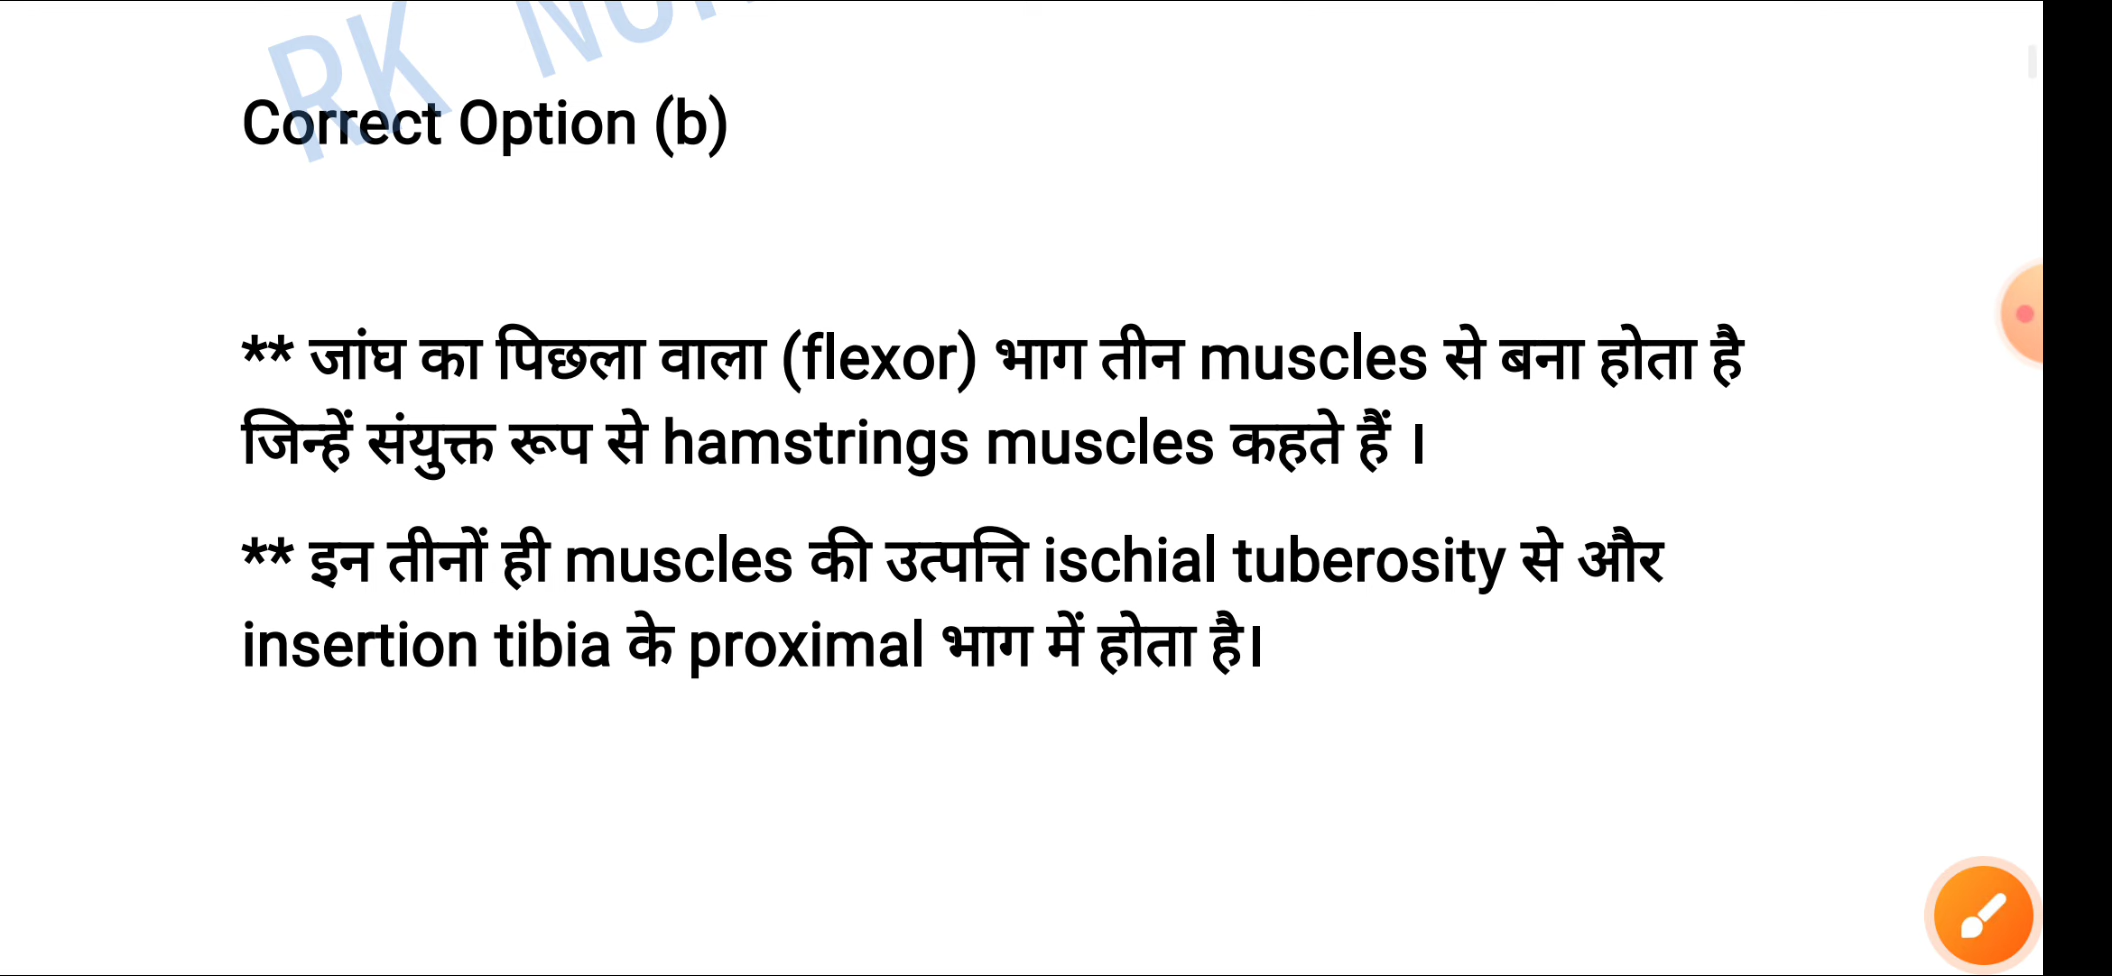 RK
Correct Option (b)
** जांघ का पिछला वाला (flexor) भाग तीन muscles से बना होता है
जिन्हें संयुक्त रूप से hamstrings muscles कहते हैं ।
** इन तीनों ही muscles की उत्पत्ति ischial tuberosity से और
insertion tibia के proximal भाग में होता है।